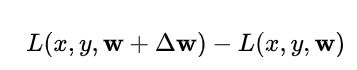 L(x, y, w + Δw) − L(x, y, w)